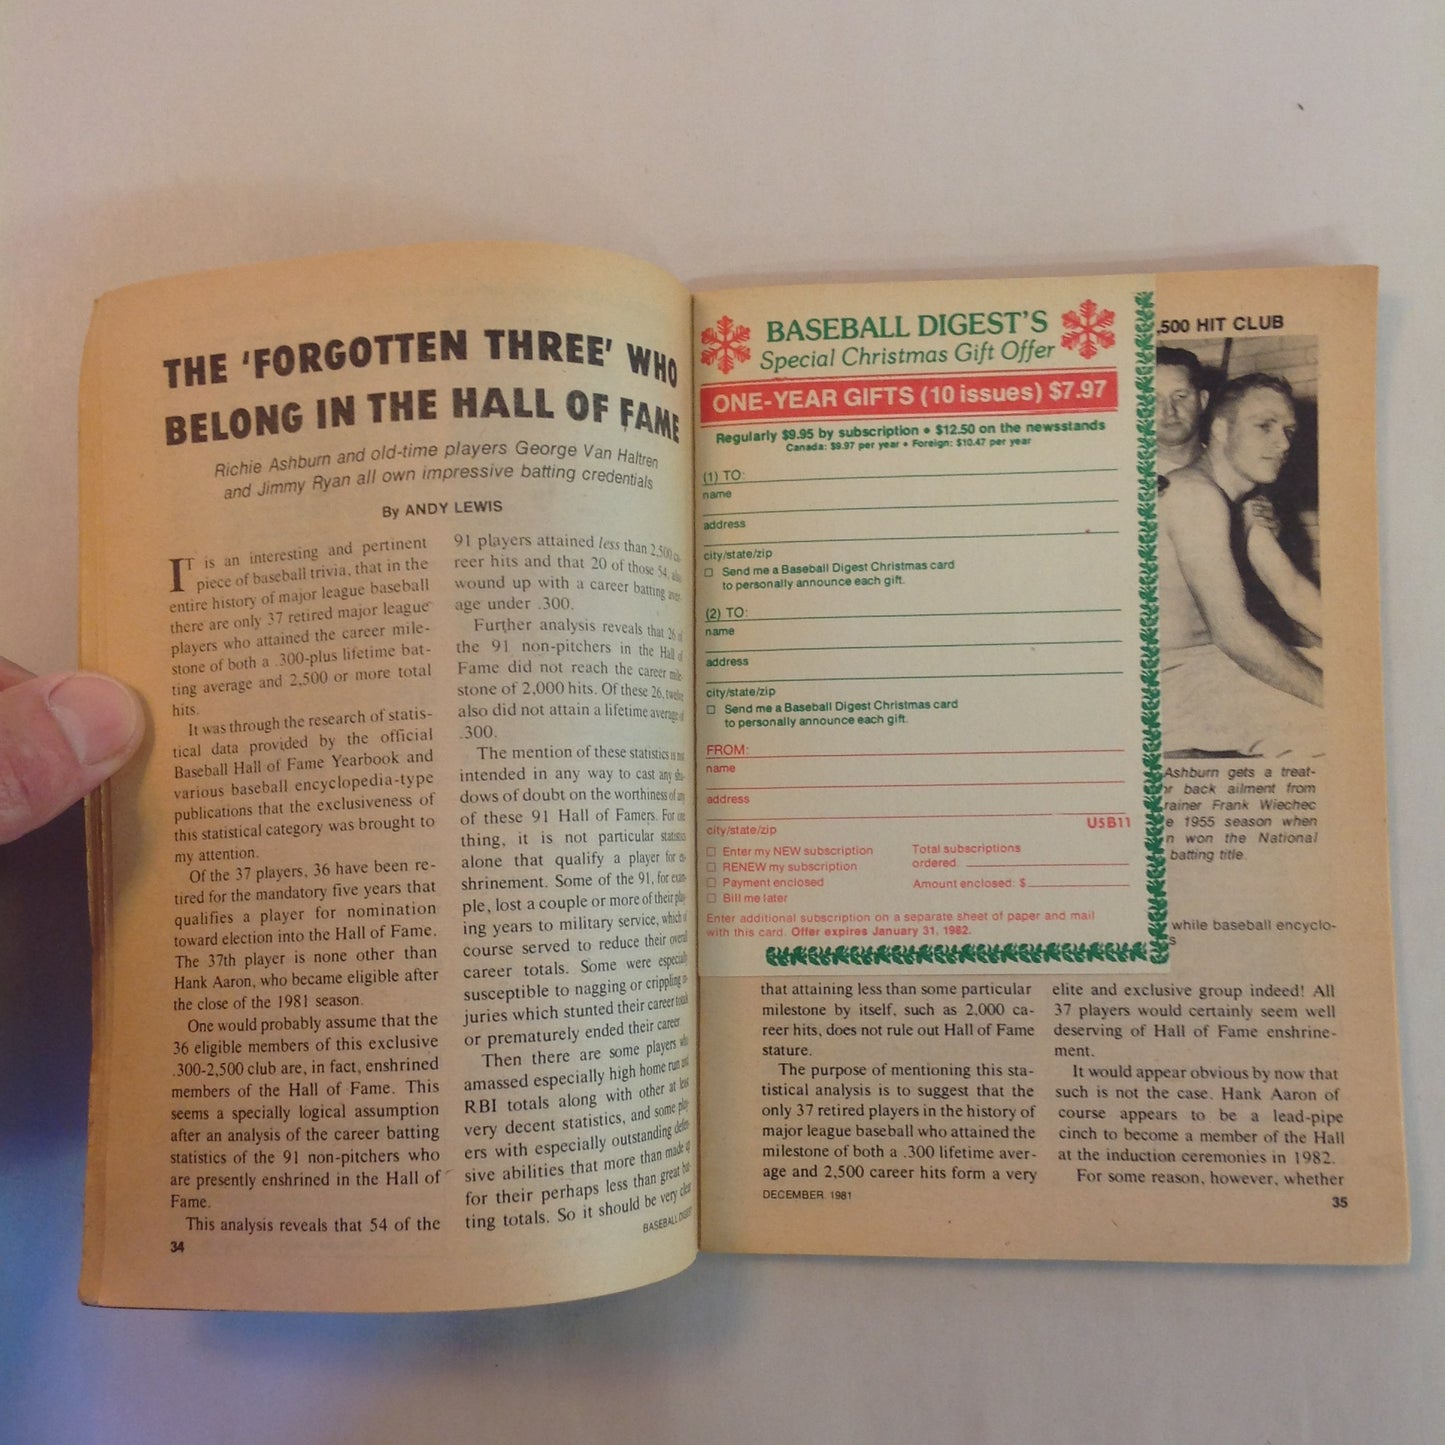 THE 'FORGOTTEN THREE' WHO
BELONG IN THE HALL OF FAME
Richie Ashburn and old-time players George Van Haltren
and Jimmy Ryan all own impressive batting credentials
By ANDY LEWIS
IT is an interesting and pertinent
piece of baseball trivia, that in the
entire history of major league baseball
there are only 37 retired major league
players who attained the career mile-
stone of both a .300-plus lifetime bat-
ting average and 2,500 or more total
hits.
It was through the research of statis-
tical data provided by the official
Baseball Hall of Fame Yearbook and
various baseball encyclopedia-type
publications that the exclusiveness of
this statistical category was brought to
my attention.
Of the 37 players, 36 have been re-
tired for the mandatory five years that
qualifies a player for nomination
toward election into the Hall of Fame.
The 37th player is none other than
Hank Aaron, who became eligible after
the close of the 1981 season.
One would probably assume that the
36 eligible members of this exclusive
.300-2,500 club are, in fact, enshrined
members of the Hall of Fame. This
seems a specially logical assumption
after an analysis of the career batting
statistics of the 91 non-pitchers who
are presently enshrined in the Hall of
Fame.
This analysis reveals that 54 of the
34
91 players attained less than 2,500 ca-
reer hits and that 20 of those 54, also
wound up with a career batting aver-
age under .300.
Further analysis reveals that 26 of
the 91 non-pitchers in the Hall of
Fame did not reach the career mile-
stone of 2,000 hits. Of these 26, twelve
also did not attain a lifetime average of
.300.
The mention of these statistics is not
intended in any way to cast any sha-
dows of doubt on the worthiness of any
of these 91 Hall of Famers. For one
thing, it is not particular statistics
alone that qualify a player for en-
shrinement. Some of the 91, for exam-
ple, lost a couple or more of their play-
ing years to military service, which of
course served to reduce their overall
career totals. Some were especially
susceptible to nagging or crippling in-
juries which stunted their career totals
or prematurely ended their career.
Then there are some players who
amassed especially high home run and
RBI totals along with other at least
very decent statistics, and some play-
ers with especially outstanding defen-
sive abilities that more than made up
for their perhaps less than great bat-
ting totals. So it should be very clear
BASEBALL DIGEST
BASEBALL DIGEST'S
Special Christmas Gift Offer
ONE-YEAR GIFTS (10 issues) $7.97
Regularly $9.95 by subscription • $12.50 on the newsstands
Canada: $9.97 per year • Foreign: $10.47 per year
(1) TO:
name
address
city/state/zip
Send me a Baseball Digest Christmas card
to personally announce each gift.
(2) TO:
name
address
city/state/zip
Send me a Baseball Digest Christmas card
to personally announce each gift.
FROM:
name
address
city/state/zip
U5B11
Enter my NEW subscription
RENEW my subscription
Payment enclosed
Bill me later
Total subscriptions
ordered:
Amount enclosed: $
Enter additional subscription on a separate sheet of paper and mail
with this card. Offer expires January 31, 1982.
,500 HIT CLUB
Ashburn gets a treat-
back ailment from
rainer Frank Wiechec
1955 season when
won the National
batting title.
while baseball encyclo-
that attaining less than some particular
milestone by itself, such as 2,000 ca-
reer hits, does not rule out Hall of Fame
stature.
The purpose of mentioning this sta-
tistical analysis is to suggest that the
only 37 retired players in the history of
major league baseball who attained the
milestone of both a .300 lifetime aver-
age and 2,500 career hits form a very
DECEMBER, 1981
elite and exclusive group indeed! All
37 players would certainly seem well
deserving of Hall of Fame enshrine-
ment.
It would appear obvious by now that
such is not the case. Hank Aaron of
course appears to be a lead-pipe
cinch to become a member of the Hall
at the induction ceremonies in 1982.
For some reason, however, whether
35